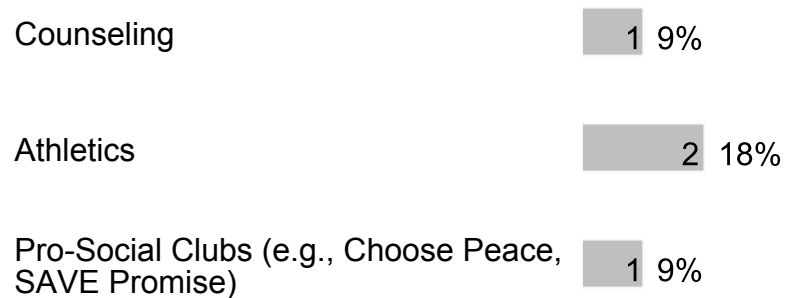 Counseling 1 9%
Athletics 2 18%
Pro-Social Clubs (e.g., Choose Peace,
SAVE Promise) 1 9%